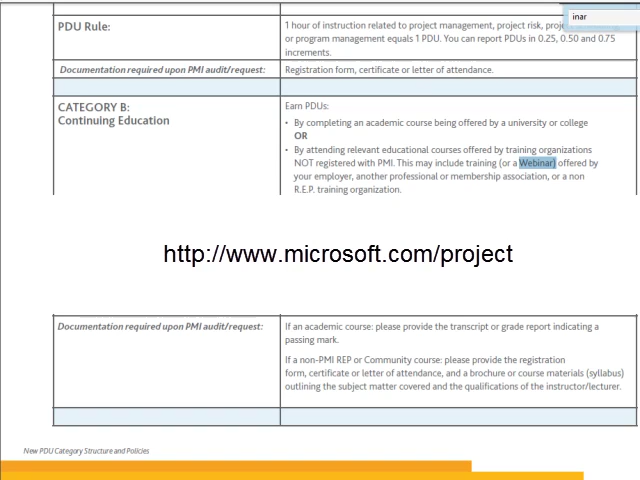 inar
PDU Rule:
1 hour of instruction related to project management, project risk,
or program management equals 1 PDU. You can report PDUs in 0.25, 0.50 and 0.75
increments.
Documentation required upon PMI audit/request:
Registration form, certificate or letter of attendance.
CATEGORY B:
Continuing Education
Earn PDUs:
• By completing an academic course being offered by a university or college
OR
• By attending relevant educational courses offered by training organizations
NOT registered with PMI. This may include training (or a Webinar) offered by
your employer, another professional or membership association, or a non
R.E.P. training organization.
http://www.microsoft.com/project
Documentation required upon PMI audit/request:
If an academic course: please provide the transcript or grade report indicating a
passing mark.
If a non-PMI REP or Community course: please provide the registration
form, certificate or letter of attendance, and a brochure or course materials (syllabus)
outlining the subject matter covered and the qualifications of the instructor/lecturer.
New PDU Category Structure and Policies